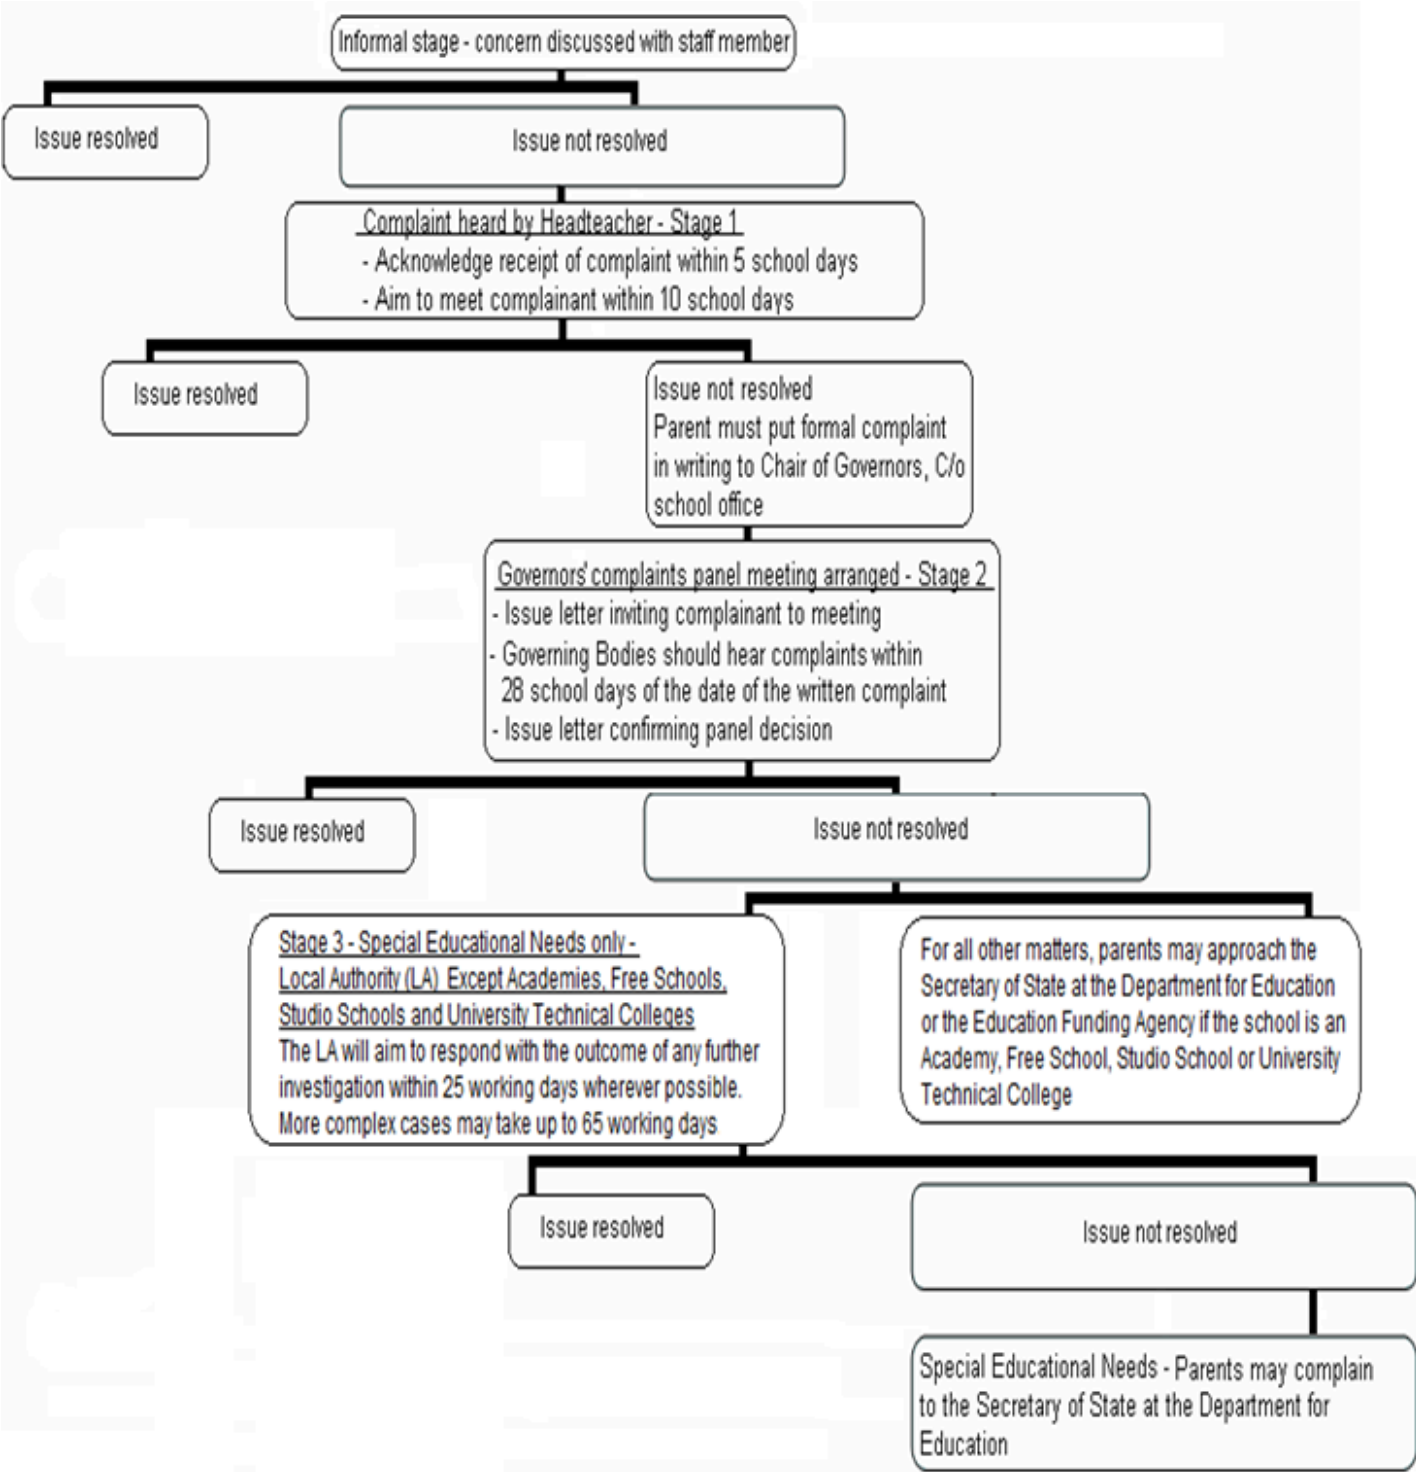 Informal stage - concern discussed with staff member
Issue resolved
Issue not resolved
Complaint heard by Headteacher - Stage 1
- Acknowledge receipt of complaint within 5 school days
- Aim to meet complainant within 10 school days
Issue resolved
Issue not resolved
Parent must put formal complaint
in writing to Chair of Governors, C/o
school office
Governors' complaints panel meeting arranged - Stage 2
- Issue letter inviting complainant to meeting
- Governing Bodies should hear complaints within
28 school days of the date of the written complaint
- Issue letter confirming panel decision
Issue resolved
Issue not resolved
Stage 3 - Special Educational Needs only -
Local Authority (LA) Except Academies, Free Schools,
Studio Schools and University Technical Colleges
The LA will aim to respond with the outcome of any further
investigation within 25 working days wherever possible.
More complex cases may take up to 65 working days
For all other matters, parents may approach the
Secretary of State at the Department for Education
or the Education Funding Agency if the school is an
Academy, Free School, Studio School or University
Technical College
Issue resolved
Issue not resolved
Special Educational Needs - Parents may complain
to the Secretary of State at the Department for
Education